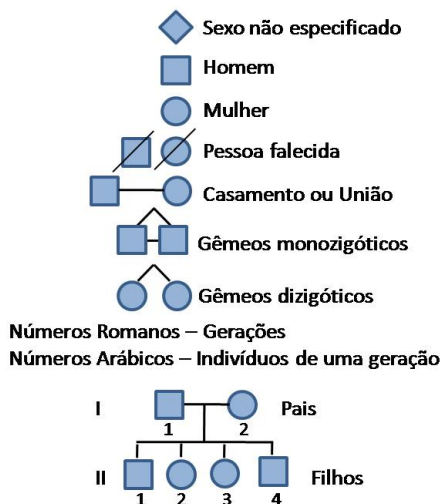 Sexo não especificado
Homem
Mulher
Pessoa falecida
Casamento ou União
Gêmeos monozigóticos
Gêmeos dizigóticos
Números Romanos – Gerações
Números Arábicos – Indivíduos de uma geração
I 1 2 Pais
II 1 2 3 4 Filhos